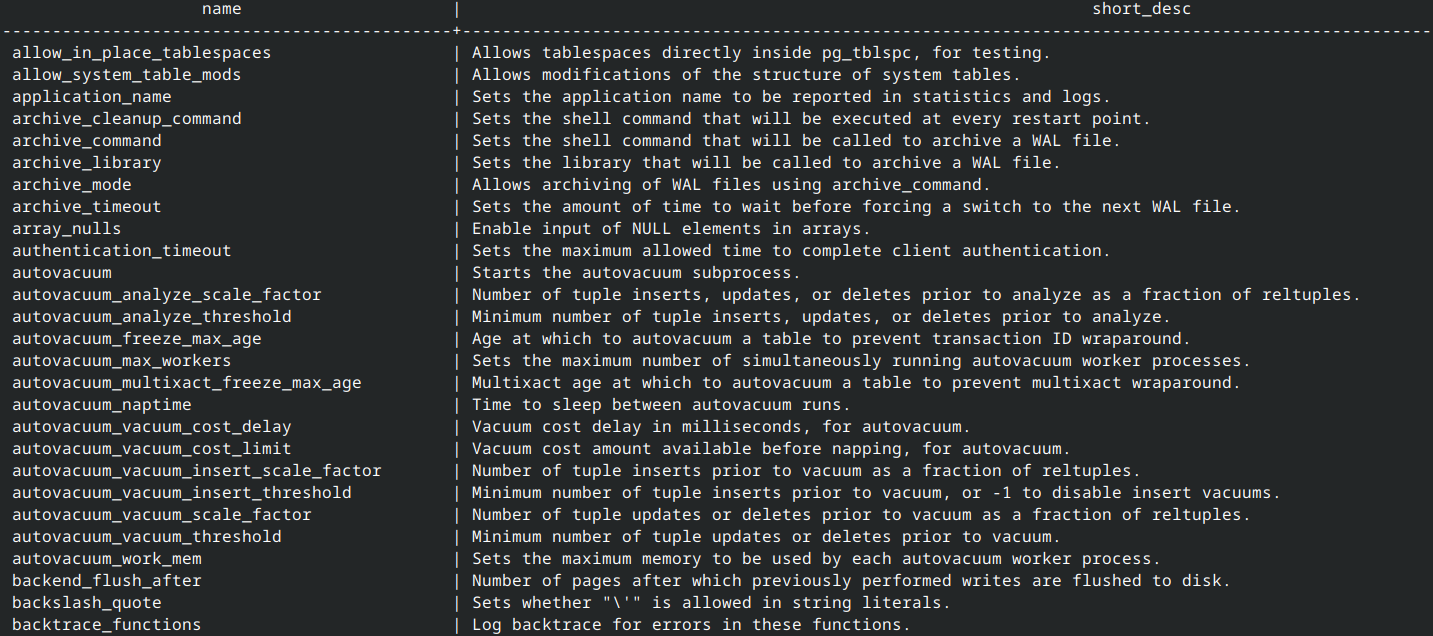 name | short_desc
---------------------------------------------+-------------------------------------------------------------------------------------------------
allow_in_place_tablespaces | Allows tablespaces directly inside pg_tblspc, for testing.
allow_system_table_mods | Allows modifications of the structure of system tables.
application_name | Sets the application name to be reported in statistics and logs.
archive_cleanup_command | Sets the shell command that will be executed at every restart point.
archive_command | Sets the shell command that will be called to archive a WAL file.
archive_library | Sets the library that will be called to archive a WAL file.
archive_mode | Allows archiving of WAL files using archive_command.
archive_timeout | Sets the amount of time to wait before forcing a switch to the next WAL file.
array_nulls | Enable input of NULL elements in arrays.
authentication_timeout | Sets the maximum allowed time to complete client authentication.
autovacuum | Starts the autovacuum subprocess.
autovacuum_analyze_scale_factor | Number of tuple inserts, updates, or deletes prior to analyze as a fraction of reltuples.
autovacuum_analyze_threshold | Minimum number of tuple inserts, updates, or deletes prior to analyze.
autovacuum_freeze_max_age | Age at which to autovacuum a table to prevent transaction ID wraparound.
autovacuum_max_workers | Sets the maximum number of simultaneously running autovacuum worker processes.
autovacuum_multixact_freeze_max_age | Multixact age at which to autovacuum a table to prevent multixact wraparound.
autovacuum_naptime | Time to sleep between autovacuum runs.
autovacuum_vacuum_cost_delay | Vacuum cost delay in milliseconds, for autovacuum.
autovacuum_vacuum_cost_limit | Vacuum cost amount available before napping, for autovacuum.
autovacuum_vacuum_insert_scale_factor | Number of tuple inserts prior to vacuum as a fraction of reltuples.
autovacuum_vacuum_insert_threshold | Minimum number of tuple inserts prior to vacuum, or -1 to disable insert vacuums.
autovacuum_vacuum_scale_factor | Number of tuple updates or deletes prior to vacuum as a fraction of reltuples.
autovacuum_vacuum_threshold | Minimum number of tuple updates or deletes prior to vacuum.
autovacuum_work_mem | Sets the maximum memory to be used by each autovacuum worker process.
backend_flush_after | Number of pages after which previously performed writes are flushed to disk.
backslash_quote | Sets whether "\'" is allowed in string literals.
backtrace_functions | Log backtrace for errors in these functions.